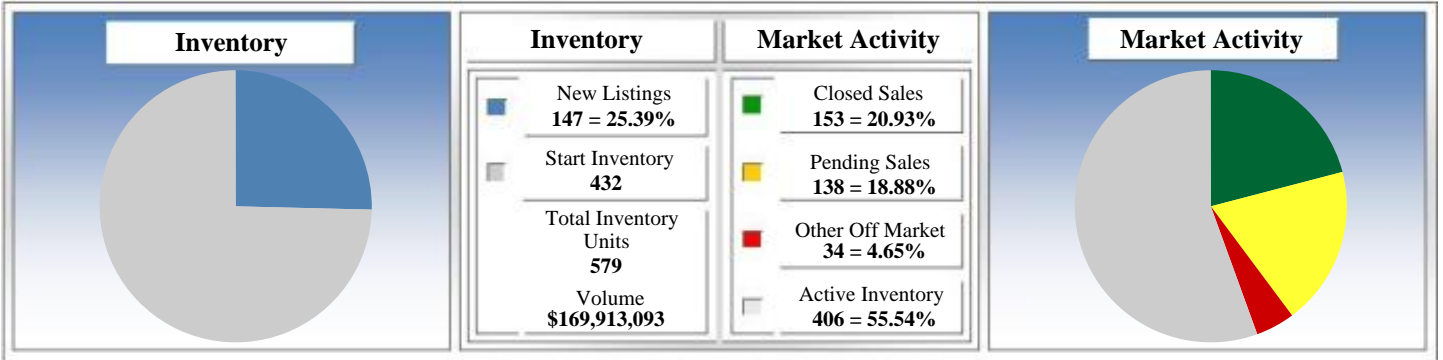 Inventory
Inventory
Market Activity
New Listings
147 = 25.39%
Start Inventory
432
Total Inventory
Units
579
Volume
$169,913,093
Closed Sales
153 = 20.93%
Pending Sales
138 = 18.88%
Other Off Market
34 = 4.65%
Active Inventory
406 = 55.54%
Market Activity